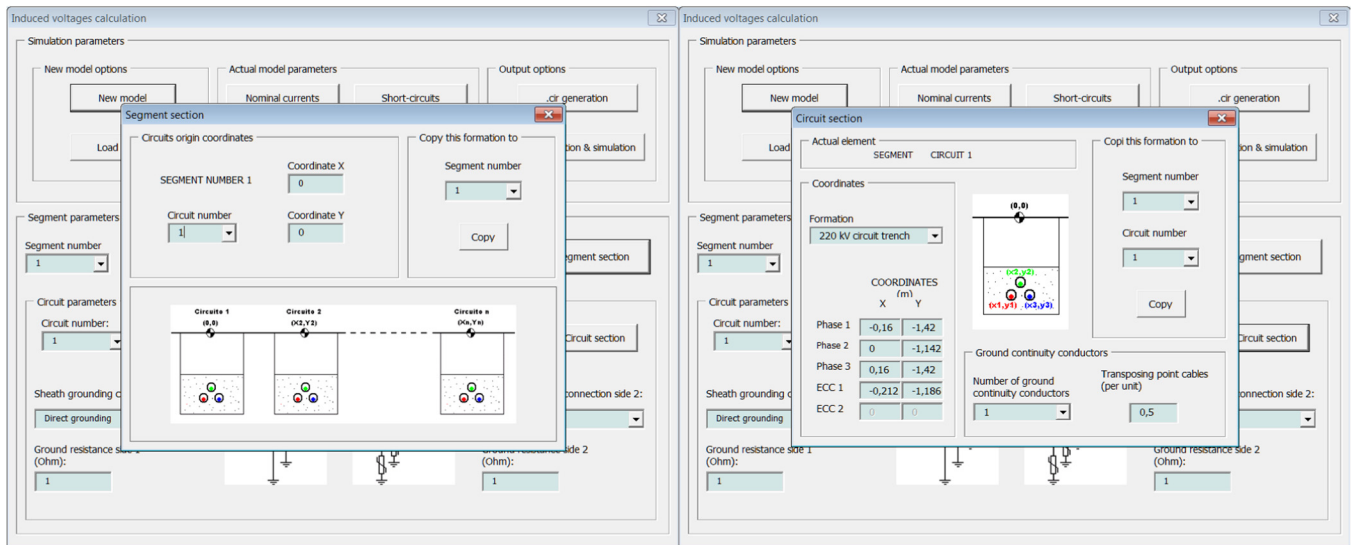 Induced voltages calculation
Simulation parameters
New model options
Actual model parameters
Output options
New model
Nominal currents
Short-circuits
.cir generation
Load
tion & simulation
Segment section
Circuits origin coordinates
SEGMENT NUMBER 1
Coordinate X
0
Circuit number
1
Coordinate Y
0
Copy this formation to
Segment number
1
Copy
Circuito 1
(0,0)
Circuito 2
(X2,Y2)
Circuito n
(Xn,Yn)
Segment parameters
Segment number
1
egment section
Circuit parameters
Circuit number:
1
Circuit section
Sheath grounding c
connection side 2:
Direct grounding
Ground resistance side 1
(Ohm):
1
Ground resistance side 2
(Ohm):
1
Induced voltages calculation
Simulation parameters
New model options
Actual model parameters
Output options
New model
Nominal currents
Short-circuits
.cir generation
Load
ion & simulation
Circuit section
Actual element
SEGMENT CIRCUIT 1
Coordinates
Formation
220 kV circuit trench
COORDINATES
(m)
X Y
Phase 1 -0,16 -1,42
Phase 2 0 -1,142
Phase 3 0,16 -1,42
ECC 1 -0,212 -1,186
ECC 2 0 0
(0,0)
(x2,y2)
(x1,y1) (x3,y3)
Copi this formation to
Segment number
1
Circuit number
1
Copy
Ground continuity conductors
Number of ground
continuity conductors
1
Transposing point cables
(per unit)
0,5
Segment parameters
Segment number
1
egment section
Circuit parameters
Circuit number:
1
Circuit section
Sheath grounding c
connection side 2:
Direct grounding
Ground resistance side 1
(Ohm):
1
Ground resistance side 2
(Ohm):
1